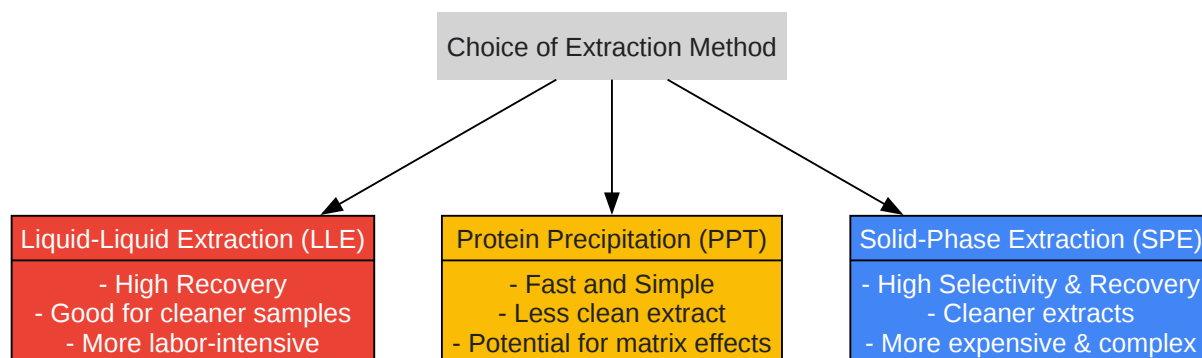 Choice of Extraction Method
Liquid-Liquid Extraction (LLE)
- High Recovery
- Good for cleaner samples
- More labor-intensive
Protein Precipitation (PPT)
- Fast and Simple
- Less clean extract
- Potential for matrix effects
Solid-Phase Extraction (SPE)
- High Selectivity & Recovery
- Cleaner extracts
- More expensive & complex